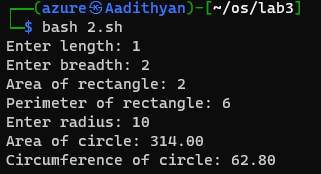 ┌──(azure㉿Aadithyan)-[~/os/lab3]
└─$ bash 2.sh
Enter length: 1
Enter breadth: 2
Area of rectangle: 2
Perimeter of rectangle: 6
Enter radius: 10
Area of circle: 314.00
Circumference of circle: 62.80